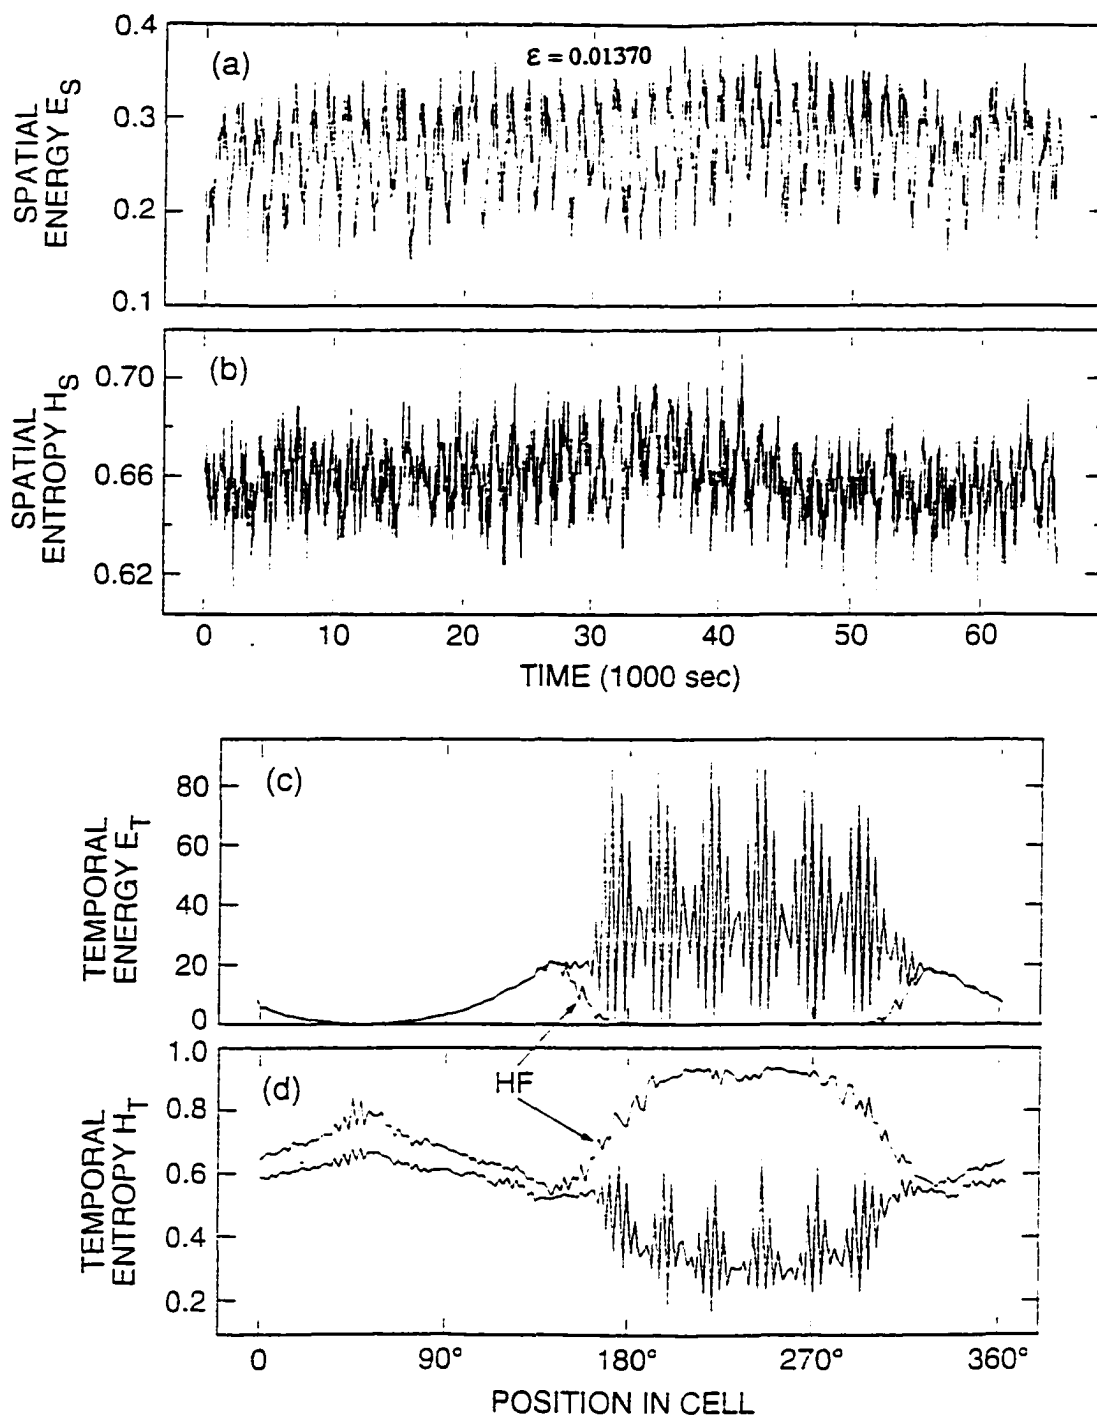 0.4
(a)
ε = 0.01370
SPATIAL
ENERGY E_S
0.3
0.2
0.1
(b)
0.70
SPATIAL
ENTROPY H_S
0.66
0.62
0 10 20 30 40 50 60
TIME (1000 sec)
(c)
80
TEMPORAL
ENERGY E_T
60
40
20
0
1.0
HF
(d)
TEMPORAL
ENTROPY H_T
0.8
0.6
0.4
0.2
0 90° 180° 270° 360°
POSITION IN CELL